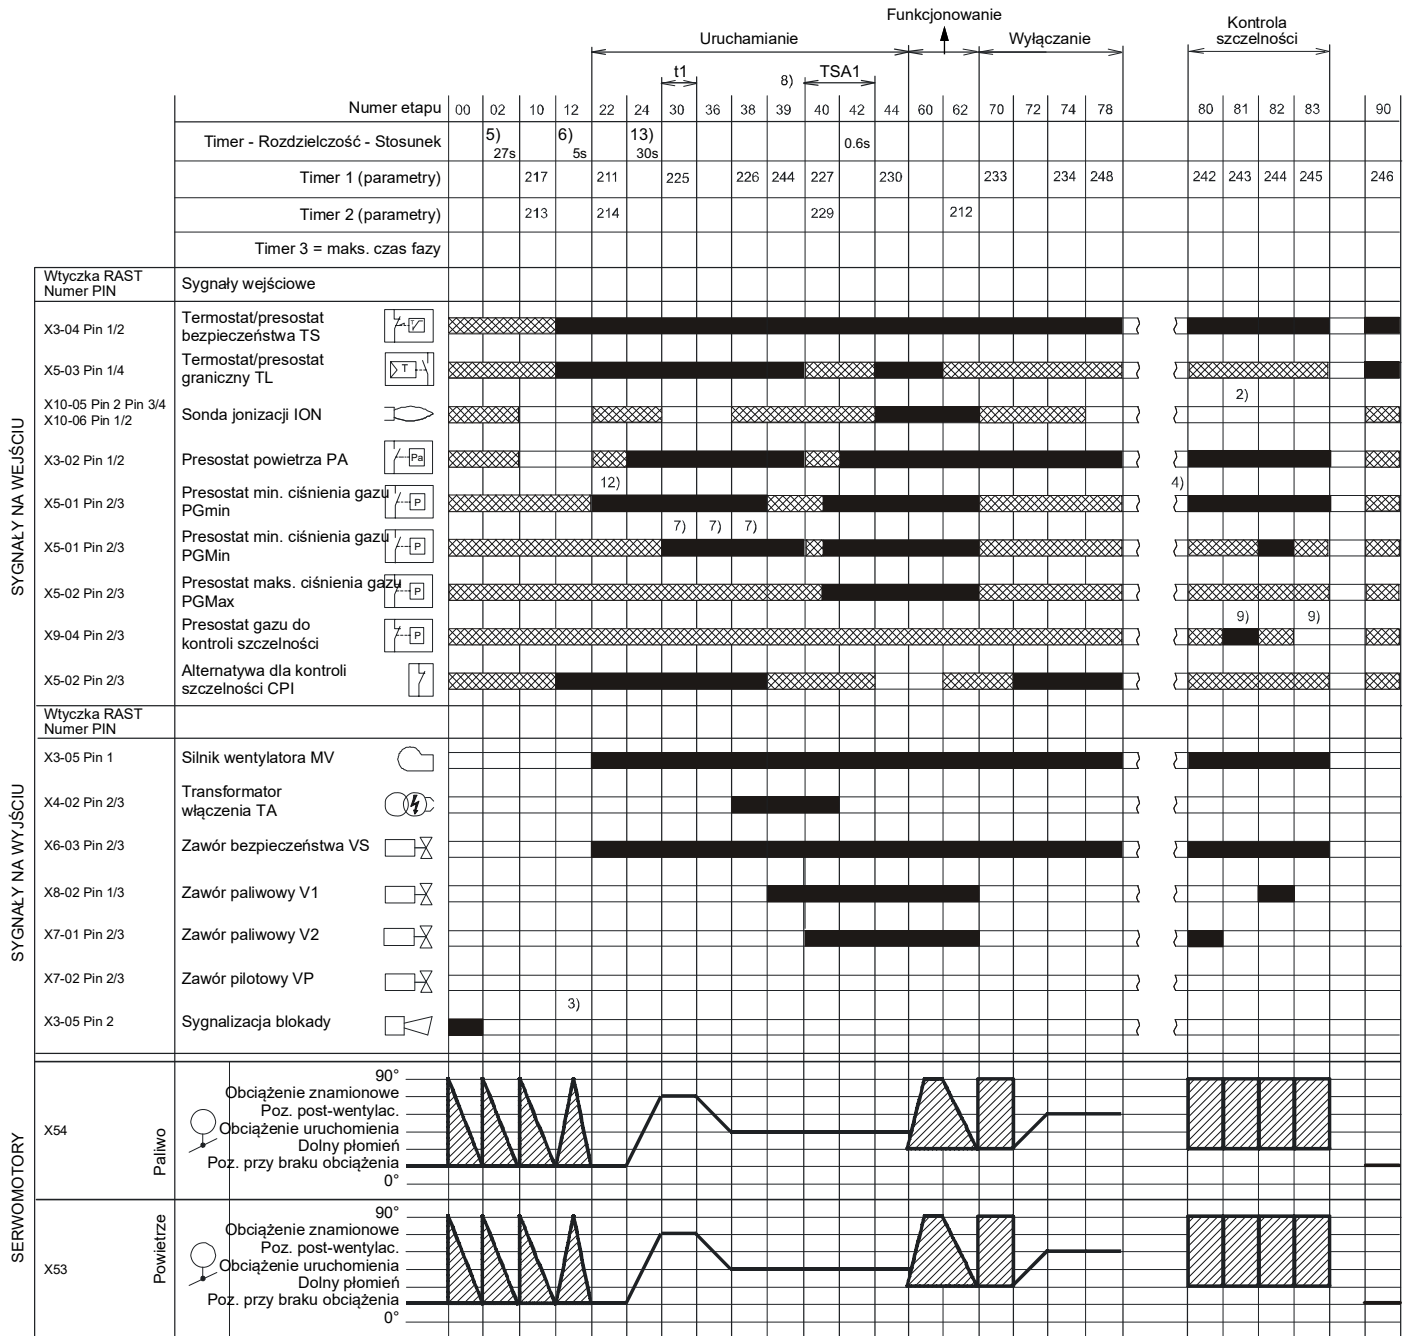 Funkcjonowanie
Uruchamianie
Wyłączanie
Kontrola
szczelności
t1
8)
TSA1
Numer etapu 00 02 10 12 22 24 30 36 38 39 40 42 44 60 62 70 72 74 78 80 81 82 83 90
Timer - Rozdzielczość - Stosunek 5) 27s 6) 5s 13) 30s 0.6s
Timer 1 (parametry) 217 211 225 226 244 227 230 233 234 248 242 243 244 245 246
Timer 2 (parametry) 213 214 229 212
Timer 3 = maks. czas fazy
Wtyczka RAST
Numer PIN
Sygnały wejściowe
SYGNAŁY NA WEJŚCIU
X3-04 Pin 1/2
Termostat/presostat
bezpieczeństwa TS
T
X5-03 Pin 1/4
Termostat/presostat
graniczny TL
T
2)
X10-05 Pin 2 Pin 3/4
X10-06 Pin 1/2
Sonda jonizacji ION
X3-02 Pin 1/2
Presostat powietrza PA
Pa
12)
4)
X5-01 Pin 2/3
Presostat min. ciśnienia gazu
PGmin
P
7) 7) 7)
X5-01 Pin 2/3
Presostat min. ciśnienia gazu
PGMin
P
X5-02 Pin 2/3
Presostat maks. ciśnienia gazu
PGMax
P
9) 9)
X9-04 Pin 2/3
Presostat gazu do
kontroli szczelności
P
X5-02 Pin 2/3
Alternatywa dla kontroli
szczelności CPI
Wtyczka RAST
Numer PIN
SYGNAŁY NA WYJŚCIU
X3-05 Pin 1
Silnik wentylatora MV
X4-02 Pin 2/3
Transformator
włączenia TA
X6-03 Pin 2/3
Zawór bezpieczeństwa VS
X8-02 Pin 1/3
Zawór paliwowy V1
X7-01 Pin 2/3
Zawór paliwowy V2
X7-02 Pin 2/3
Zawór pilotowy VP
3)
X3-05 Pin 2
Sygnalizacja blokady
SERWOMOTORY
X54
Paliwo
90°
Obciążenie znamionowe
Poz. post-wentylac.
Obciążenie uruchomienia
Dolny płomień
Poz. przy braku obciążenia
0°
X53
Powietrze
90°
Obciążenie znamionowe
Poz. post-wentylac.
Obciążenie uruchomienia
Dolny płomień
Poz. przy braku obciążenia
0°